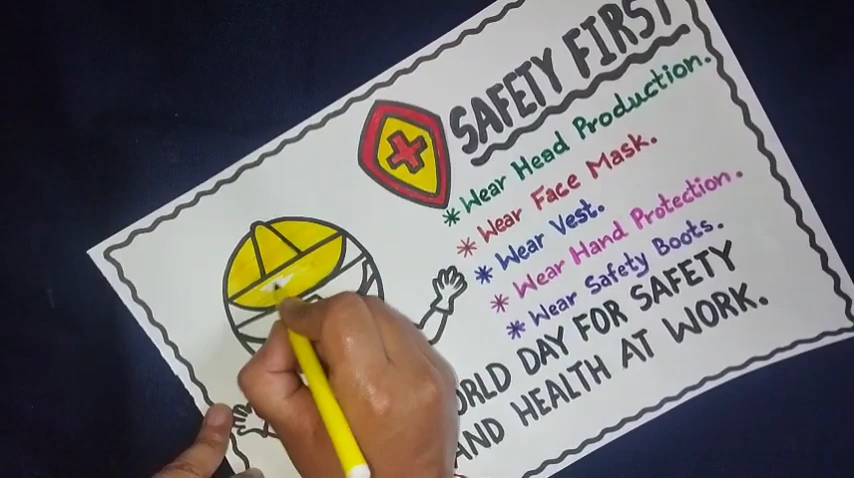 SAFETY FIRST
* Wear Head Production.
* Wear Face Mask.
* Wear Vest.
* Wear Hand Protection.
* Wear Safety Boots.
DAY FOR SAFETY
AND HEALTH AT WORK.